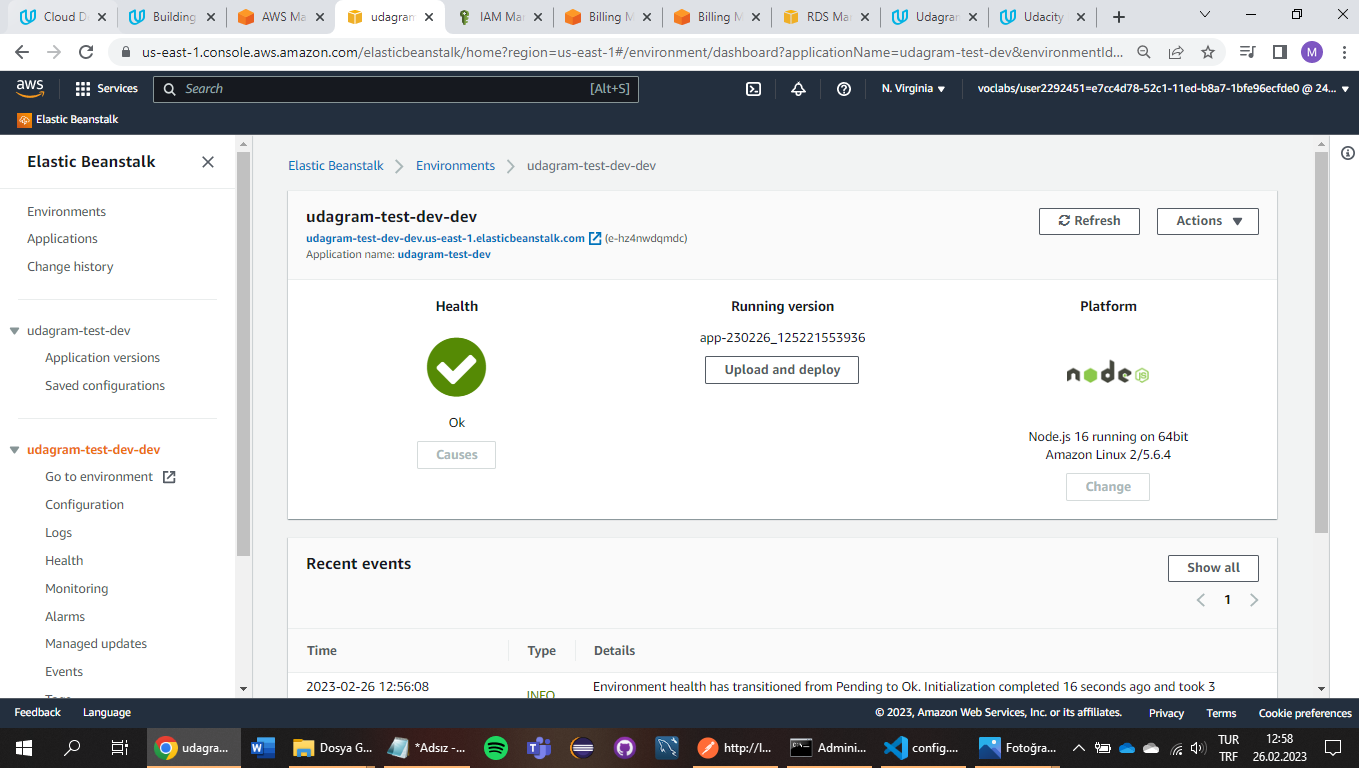 Cloud De
Building
AWS Ma
udagram
IAM Man
Billing M
Billing M
RDS Man
Udagram
Udacity
us-east-1.console.aws.amazon.com/elasticbeanstalk/home?region=us-east-1#/environment/dashboard?applicationName=udagram-test-dev&environmentId...
M
aws
Services
Search
[Alt+S]
N. Virginia
voclabs/user2292451=e7cc4d78-52c1-11ed-b8a7-1bfe96ecfde0 @ 24...
Elastic Beanstalk
Elastic Beanstalk
Environments
Applications
Change history
udagram-test-dev
Application versions
Saved configurations
udagram-test-dev-dev
Go to environment
Configuration
Logs
Health
Monitoring
Alarms
Managed updates
Events
Tags
Elastic Beanstalk
Environments
udagram-test-dev-dev
udagram-test-dev-dev
udagram-test-dev-dev.us-east-1.elasticbeanstalk.com (e-hz4nwdqmdc)
Application name: udagram-test-dev
Refresh
Actions
Health
Ok
Causes
Running version
app-230226_125221553936
Upload and deploy
Platform
node JS
Node.js 16 running on 64bit
Amazon Linux 2/5.6.4
Change
Recent events
Show all
1
Time
Type
Details
2023-02-26 12:56:08
INFO
Environment health has transitioned from Pending to Ok. Initialization completed 16 seconds ago and took 3
Feedback
Language
© 2023, Amazon Web Services, Inc. or its affiliates.
Privacy
Terms
Cookie preferences
udagra...
Dosya G...
*Adsız -...
http://l...
Admini...
config....
Fotoğra...
TUR
TRF
12:58
26.02.2023